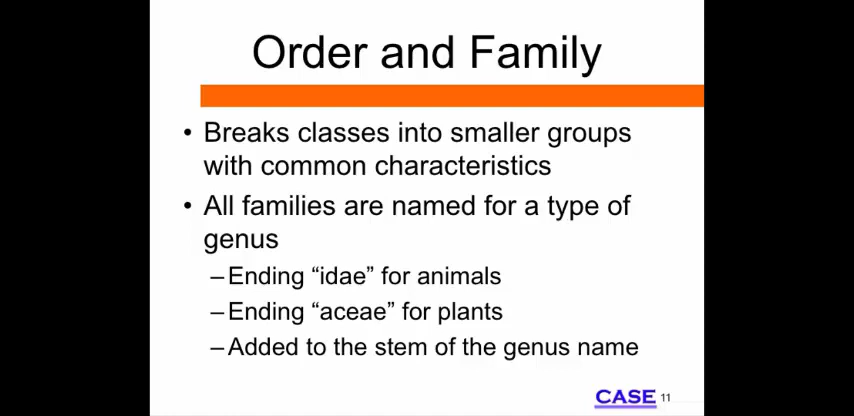 Order and Family
• Breaks classes into smaller groups
with common characteristics
• All families are named for a type of
genus
–Ending “idae” for animals
–Ending “aceae” for plants
–Added to the stem of the genus name
CASE 11